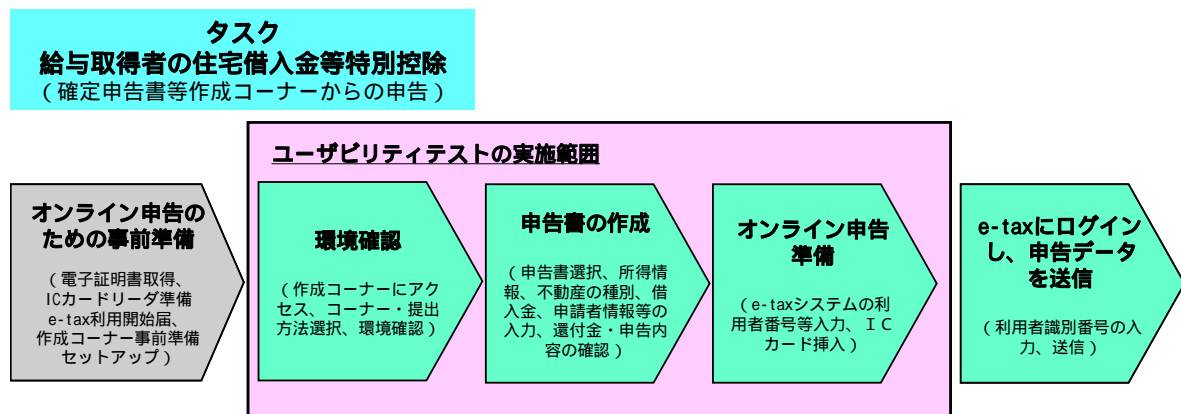 タスク
給与取得者の住宅借入金等特別控除
（確定申告書等作成コーナーからの申告）
ユーザビリティテストの実施範囲
オンライン申告の
ための事前準備
（電子証明書取得、
ICカードリーダ準備
e-tax利用開始届、
作成コーナー事前準備
セットアップ）
環境確認
（作成コーナーにアク
セス、コーナー・提出
方法選択、環境確認）
申告書の作成
（申告書選択、所得情
報、不動産の種別、借
入金、申請者情報等の
入力、還付金・申告内
容の確認）
オンライン申告
準備
（e-taxシステムの利
用者番号等入力、ＩＣ
カード挿入）
e-taxにログイン
し、申告データ
を送信
（利用者識別番号の入
力、送信）